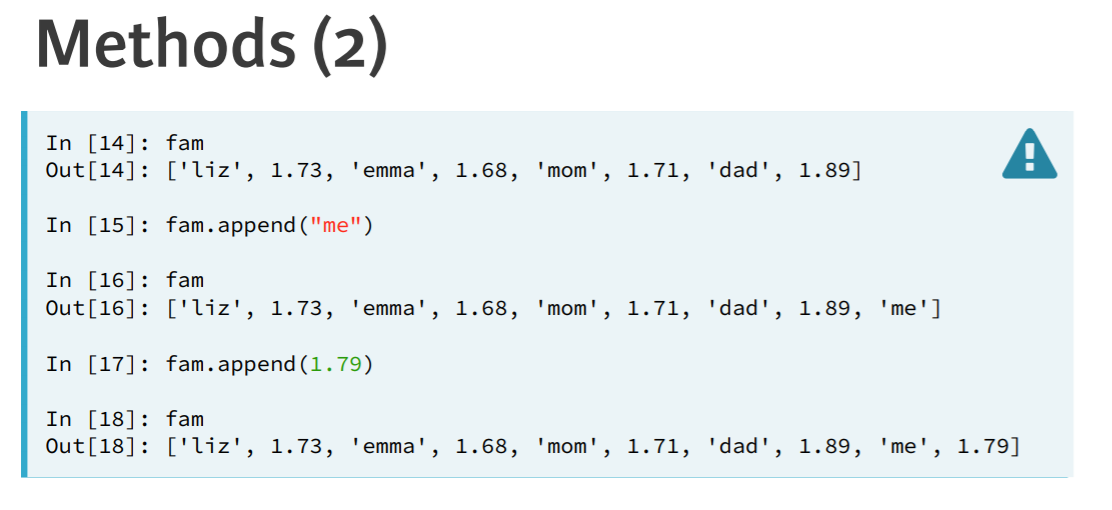 Methods (2)
In [14]: fam
Out[14]: ['liz', 1.73, 'emma', 1.68, 'mom', 1.71, 'dad', 1.89]
In [15]: fam.append("me")
In [16]: fam
Out[16]: ['liz', 1.73, 'emma', 1.68, 'mom', 1.71, 'dad', 1.89, 'me']
In [17]: fam.append(1.79)
In [18]: fam
Out[18]: ['liz', 1.73, 'emma', 1.68, 'mom', 1.71, 'dad', 1.89, 'me', 1.79]